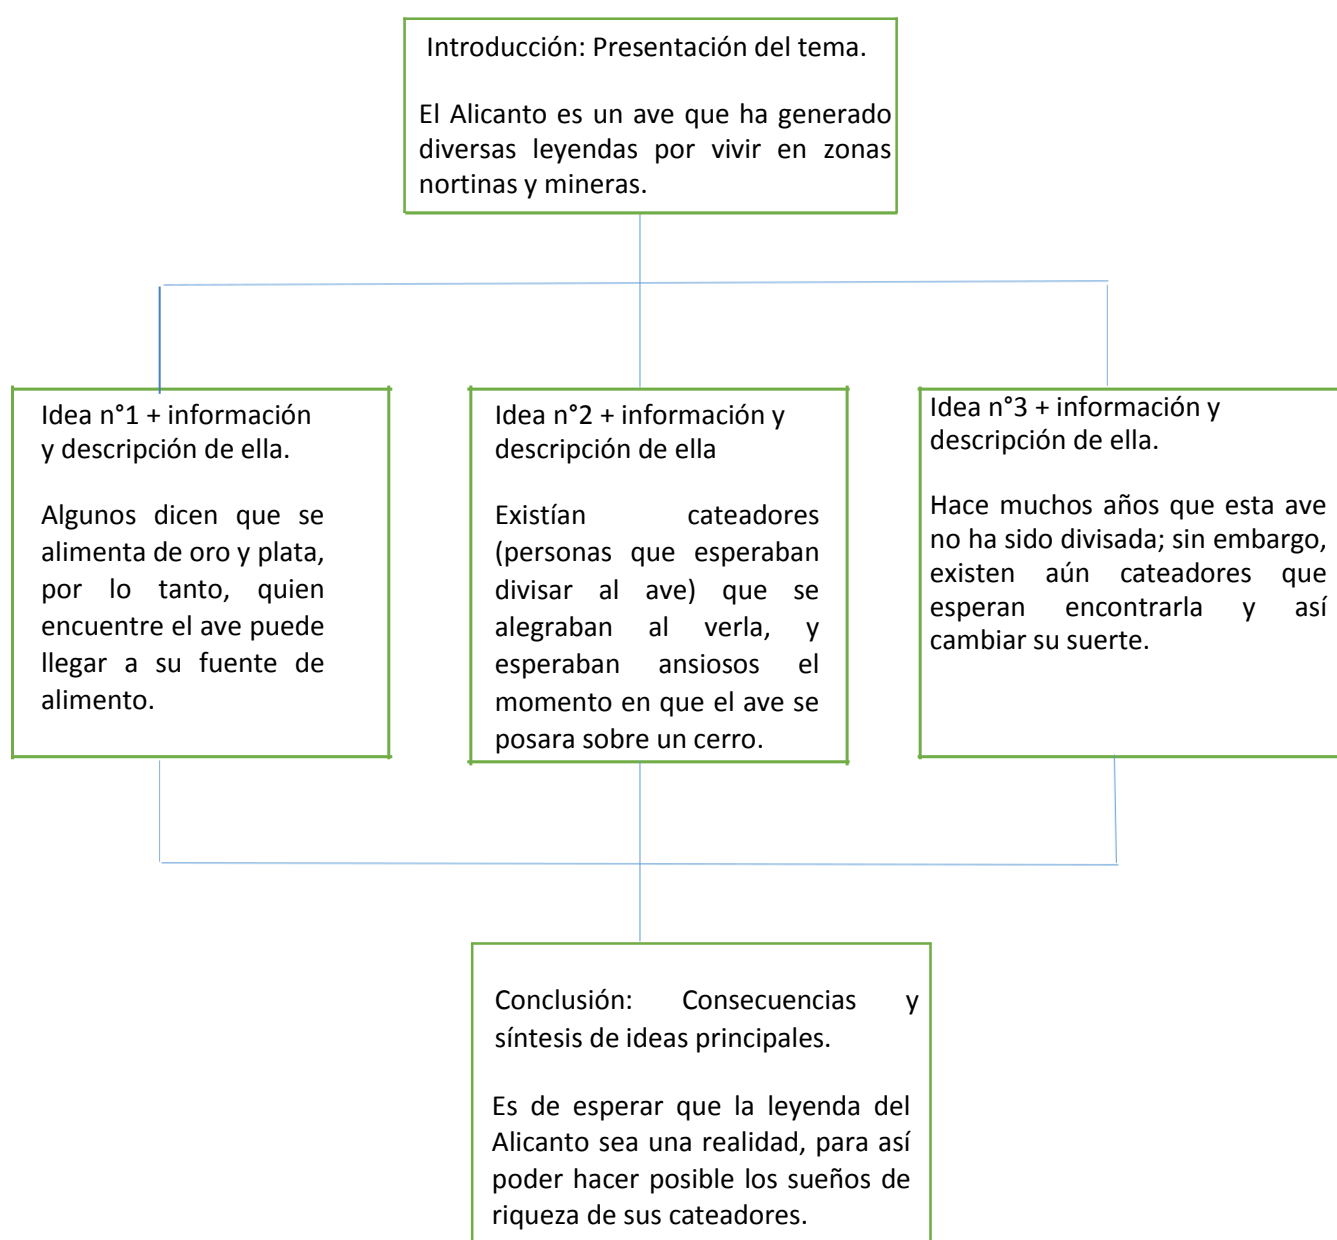 Introducción: Presentación del tema.
El Alicanto es un ave que ha generado
diversas leyendas por vivir en zonas
nortinas y mineras.
Idea n°1 + información
y descripción de ella.
Algunos dicen que se
alimenta de oro y plata,
por lo tanto, quien
encuentre el ave puede
llegar a su fuente de
alimento.
Idea n°2 + información y
descripción de ella
Existían cateadores
(personas que esperaban
divisar al ave) que se
alegraban al verla, y
esperaban ansiosos el
momento en que el ave se
posara sobre un cerro.
Idea n°3 + información y
descripción de ella.
Hace muchos años que esta ave
no ha sido divisada; sin embargo,
existen aún cateadores que
esperan encontrarla y así
cambiar su suerte.
Conclusión: Consecuencias y
síntesis de ideas principales.
Es de esperar que la leyenda del
Alicanto sea una realidad, para así
poder hacer posible los sueños de
riqueza de sus cateadores.